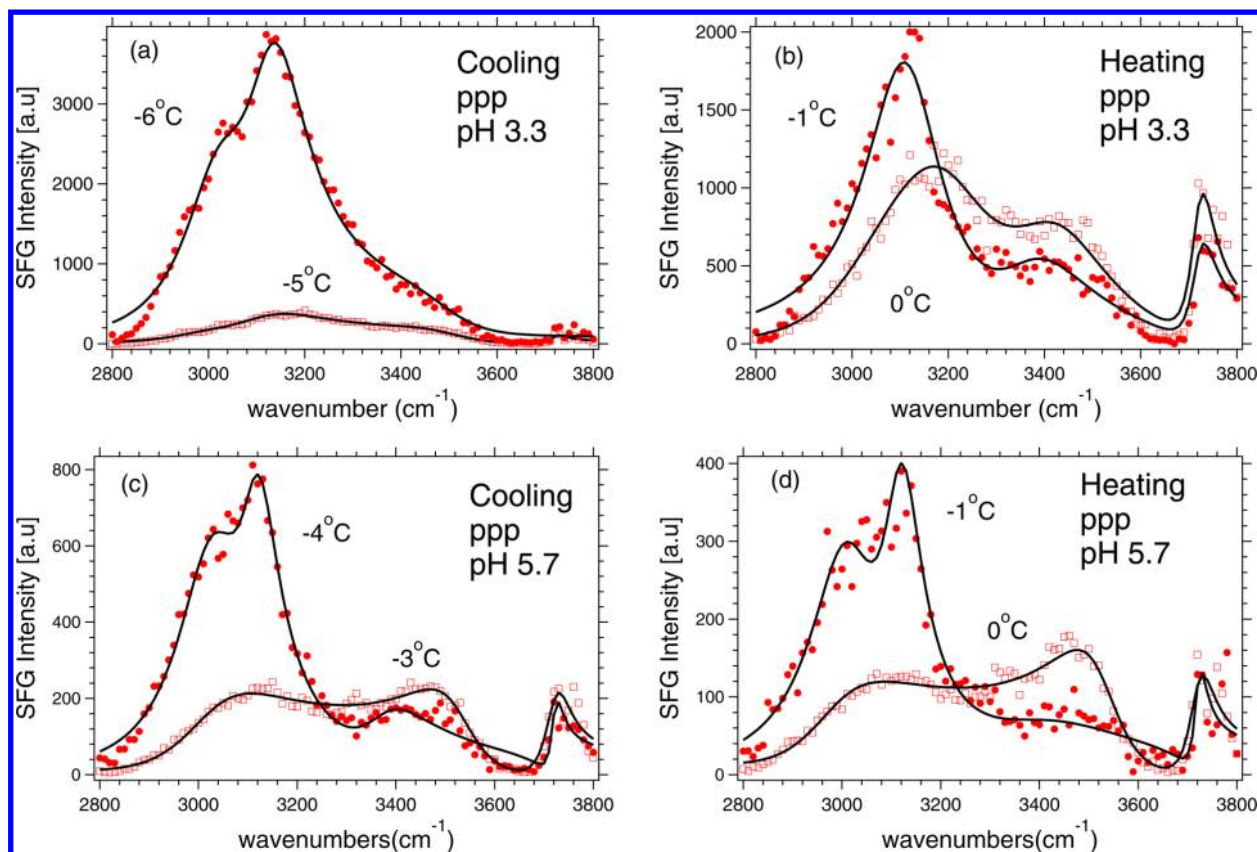 (a)
Cooling
ppp
pH 3.3
-6°C
-5°C
SFG Intensity [a.u]
3000
2000
1000
0
2800 3000 3200 3400 3600 3800
wavenumber (cm-1)
(b)
Heating
ppp
pH 3.3
-1°C
0°C
SFG Intensity [a.u]
2000
1500
1000
500
0
2800 3000 3200 3400 3600 3800
wavenumber (cm-1)
(c)
Cooling
ppp
pH 5.7
-4°C
-3°C
SFG Intensity [a.u]
800
600
400
200
0
2800 3000 3200 3400 3600 3800
wavenumbers(cm-1)
(d)
Heating
ppp
pH 5.7
-1°C
0°C
SFG Intensity [a.u]
400
300
200
100
0
2800 3000 3200 3400 3600 3800
wavenumbers(cm-1)